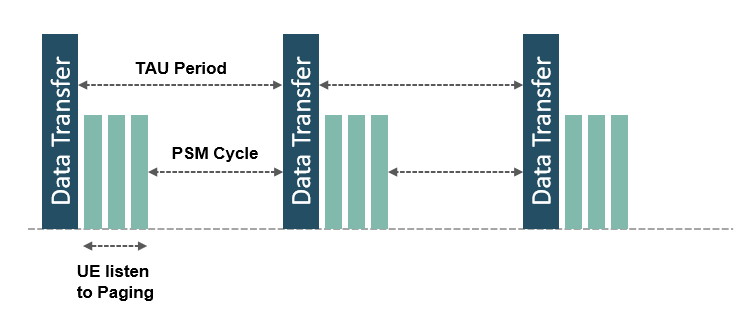 Data Transfer
TAU Period
PSM Cycle
UE listen
to Paging
Data Transfer
Data Transfer